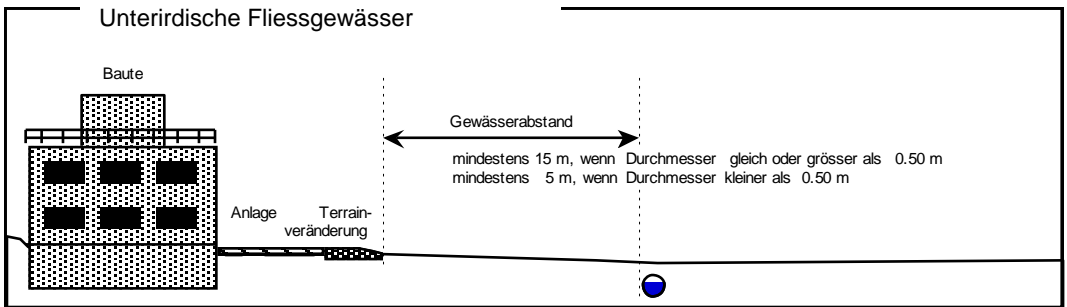 Unterirdische Fliessgewässer
Baute
Gewässerabstand
mindestens 15 m, wenn Durchmesser gleich oder grösser als 0.50 m
mindestens 5 m, wenn Durchmesser kleiner als 0.50 m
Anlage
Terrain-
veränderung